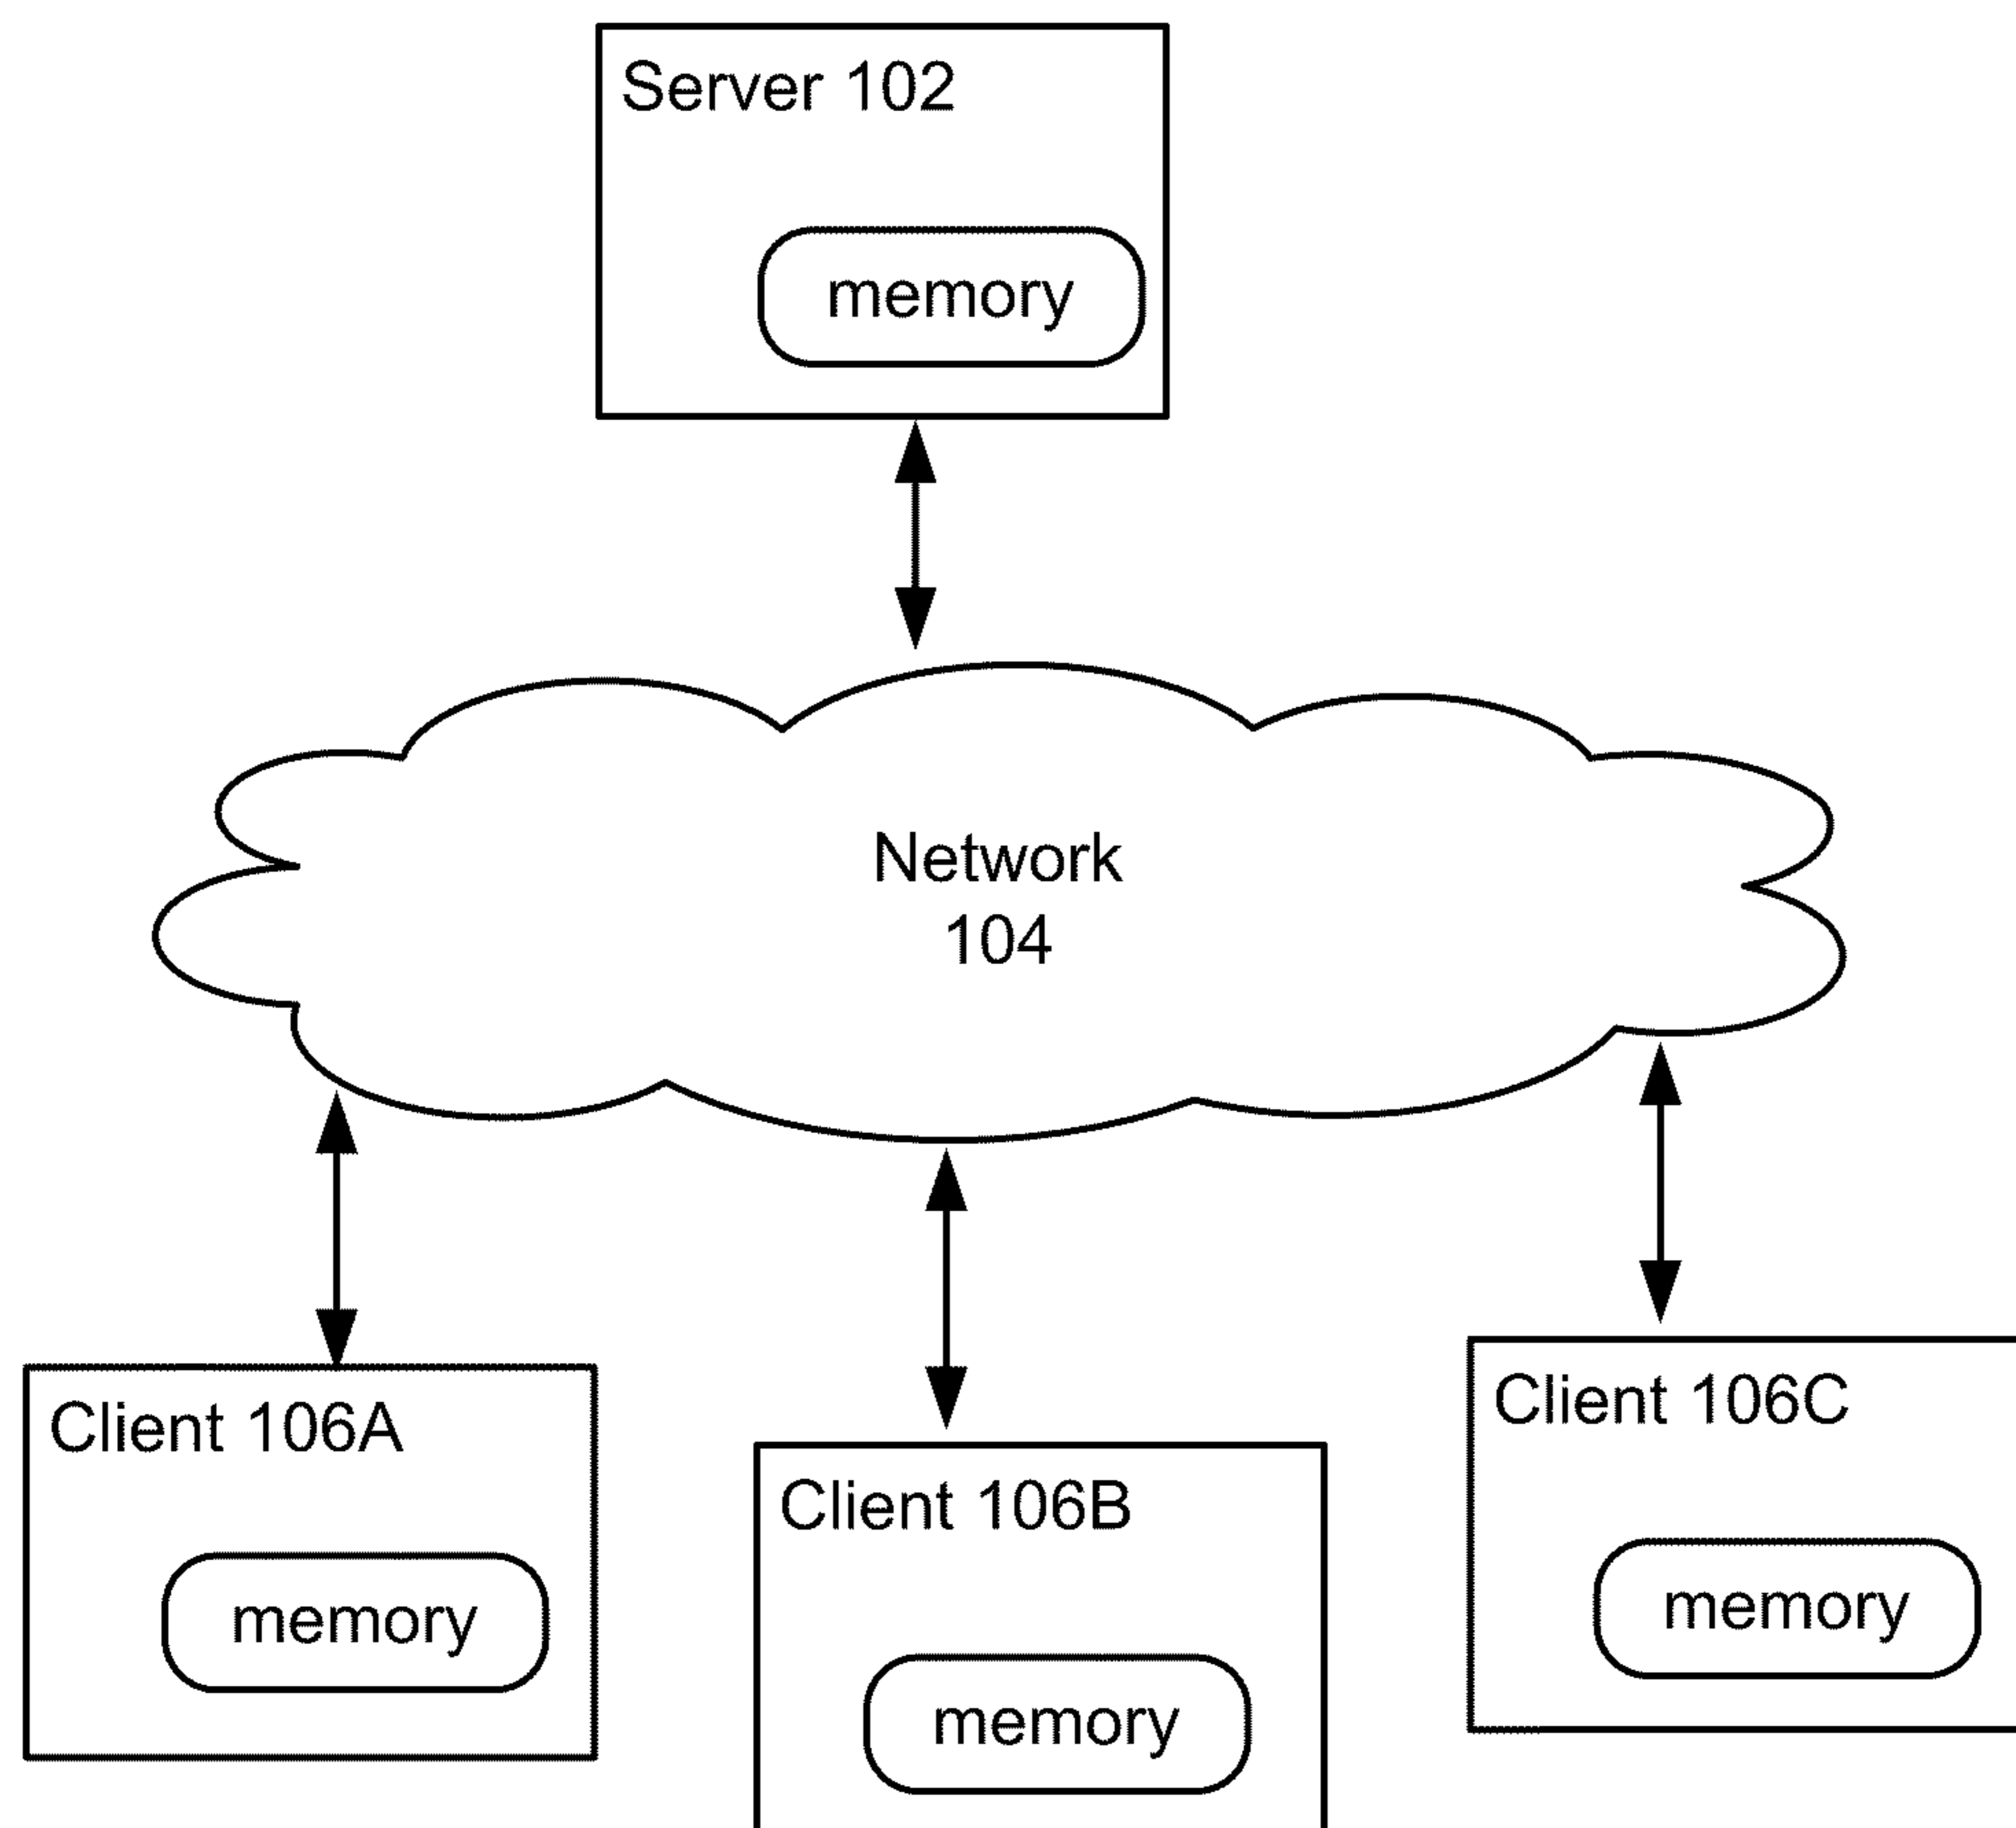 Server 102
memory
Network
104
Client 106A
memory
Client 106B
memory
Client 106C
memory